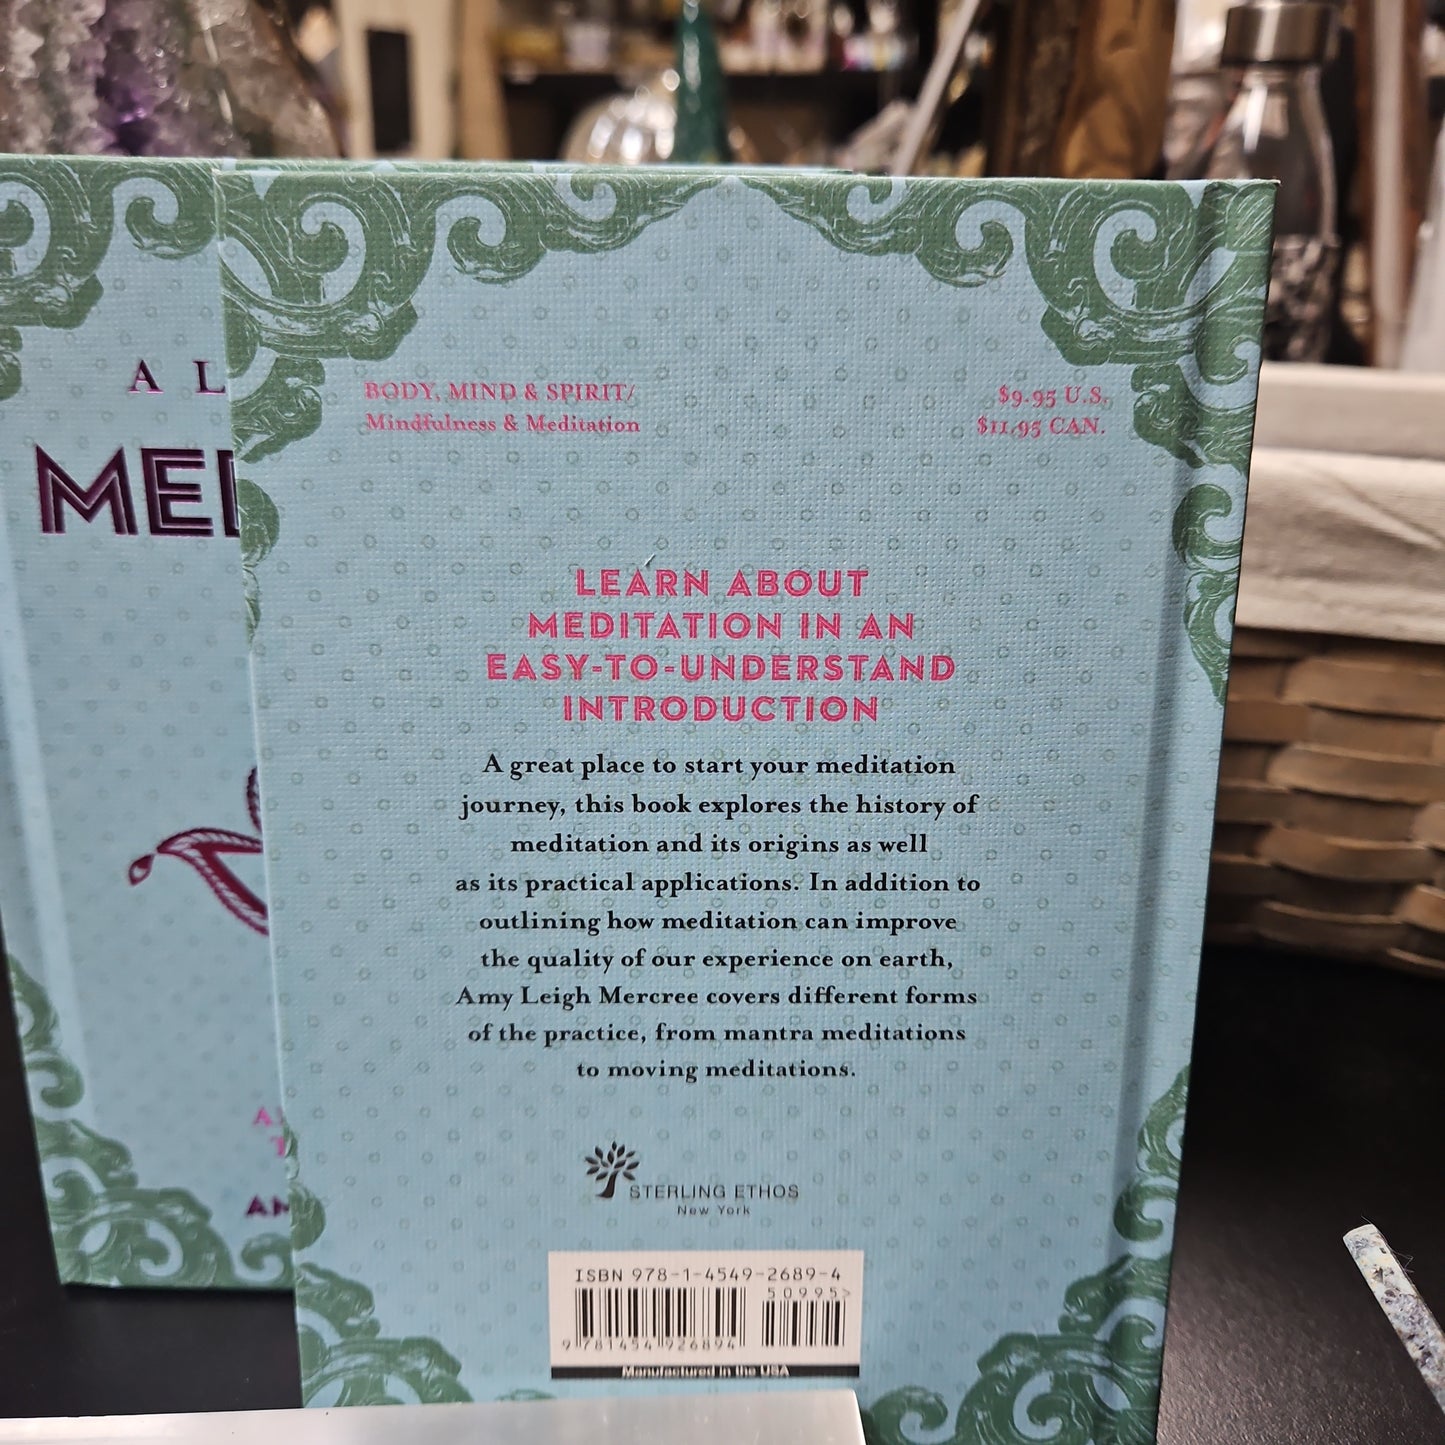 A L
MED
A
T
AM
BODY, MIND & SPIRIT/
Mindfulness & Meditation
$9.95 U.S.
$11.95 CAN.
LEARN ABOUT
MEDITATION IN AN
EASY-TO-UNDERSTAND
INTRODUCTION
A great place to start your meditation
journey, this book explores the history of
meditation and its origins as well
as its practical applications. In addition to
outlining how meditation can improve
the quality of our experience on earth,
Amy Leigh Mercree covers different forms
of the practice, from mantra meditations
to moving meditations.
STERLING ETHOS
New York
ISBN 978-1-4549-2689-4
50995>
9 781454 926894
Manufactured in the USA